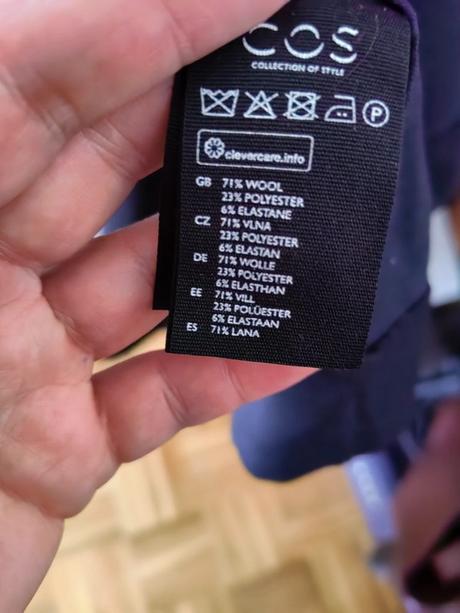 COS
COLLECTION OF STYLE
P
clevercare.info
GB 71% WOOL
23% POLYESTER
6% ELASTANE
CZ 71% VLNA
23% POLYESTER
6% ELASTAN
DE 71% WOLLE
23% POLYESTER
6% ELASTHAN
EE 71% VILL
23% POLÜESTER
6% ELASTAAN
ES 71% LANA